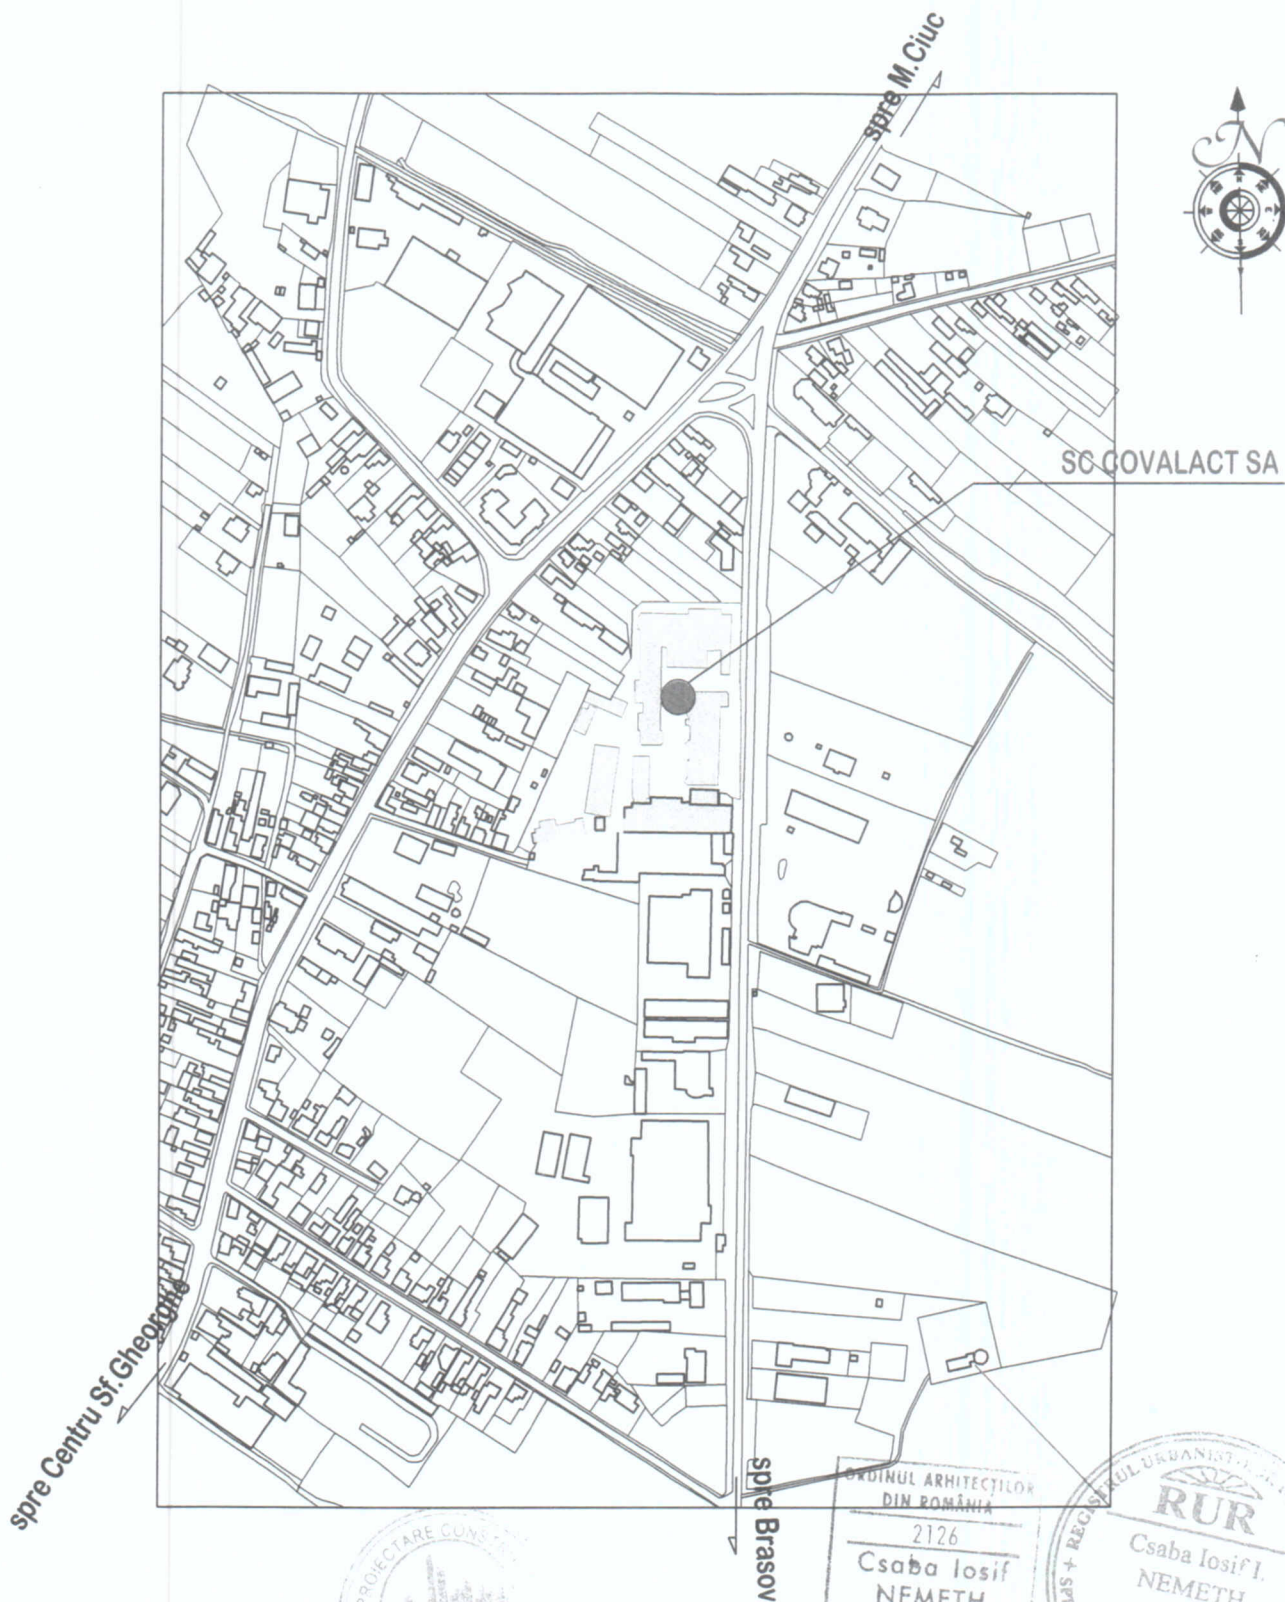 spre M.Ciuc
N
SC COVALACT SA
spre Centru Sf.Gheorghe
spre Brasov
ORDINUL ARHITECȚILOR
DIN ROMÂNIA
2126
Csaba Iosif
NEMETH
RUR
Csaba Iosif I.
NEMETH